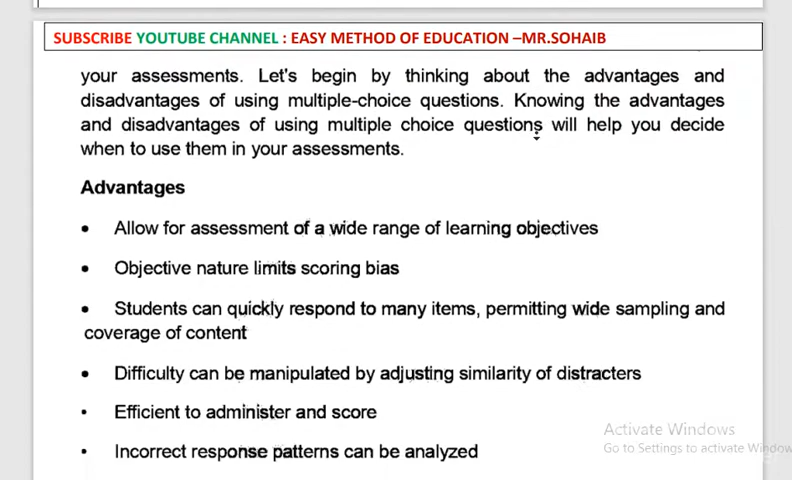 SUBSCRIBE YOUTUBE CHANNEL : EASY METHOD OF EDUCATION –MR.SOHAIB
your assessments. Let's begin by thinking about the advantages and
disadvantages of using multiple-choice questions. Knowing the advantages
and disadvantages of using multiple choice questions will help you decide
when to use them in your assessments.
Advantages
• Allow for assessment of a wide range of learning objectives
• Objective nature limits scoring bias
• Students can quickly respond to many items, permitting wide sampling and
coverage of content
• Difficulty can be manipulated by adjusting similarity of distracters
• Efficient to administer and score
• Incorrect response patterns can be analyzed
Activate Windows
Go to Settings to activate Window